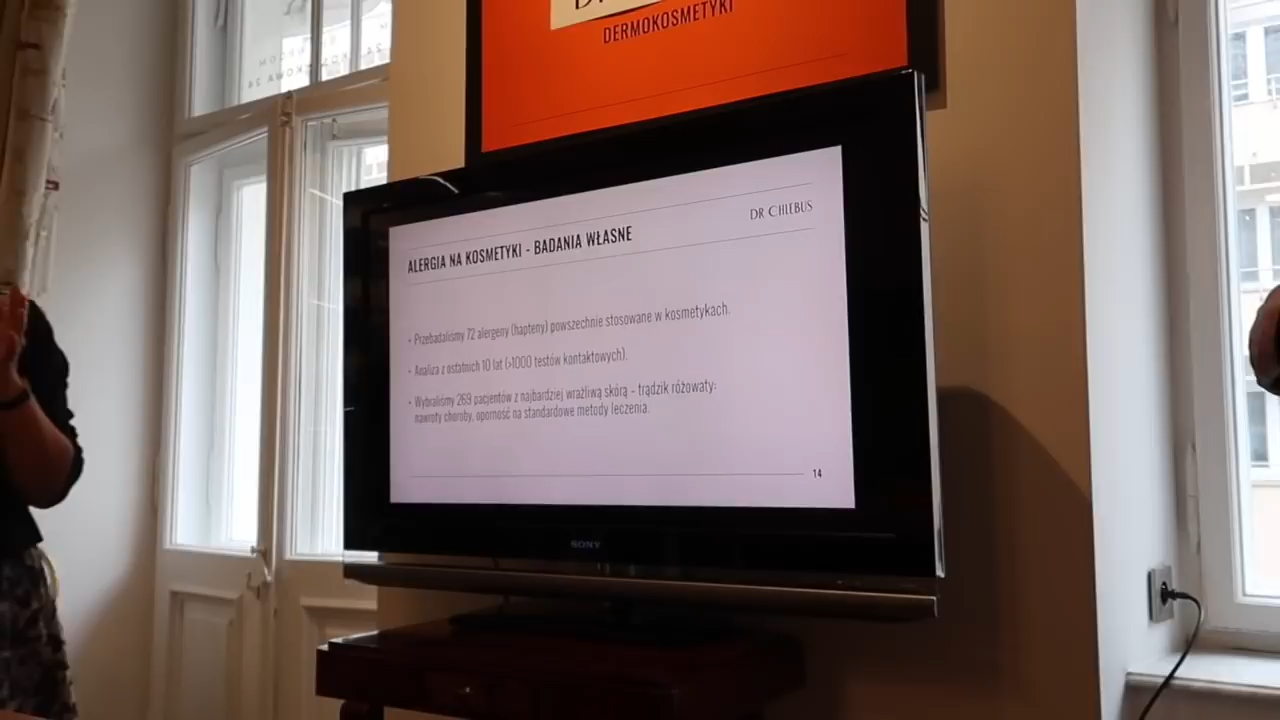 DERMOKOSMETYKI
DR CHLEBUS
ALERGIA NA KOSMETYKI - BADANIA WŁASNE
• Przebadaliśmy 72 alergeny (hapteny) powszechnie stosowane w kosmetykach.
• Analiza z ostatnich 10 lat (>1000 testów kontaktowych).
• Wybraliśmy 269 pacjentów z najbardziej wrażliwą skórą – trądzik różowaty:
nawroty choroby, oporność na standardowe metody leczenia.
14
SONY